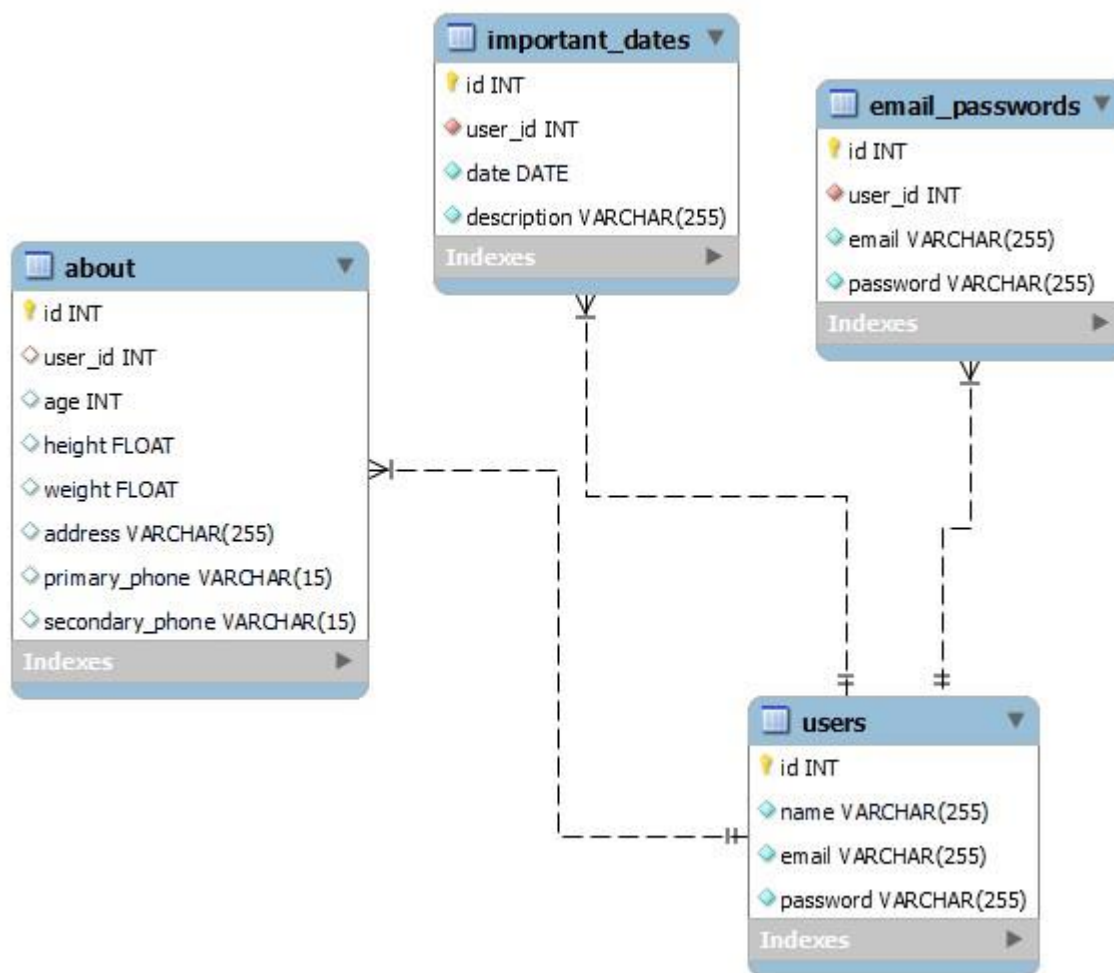 important_dates
id INT
user_id INT
date DATE
description VARCHAR(255)
Indexes
email_passwords
id INT
user_id INT
email VARCHAR(255)
password VARCHAR(255)
Indexes
about
id INT
user_id INT
age INT
height FLOAT
weight FLOAT
address VARCHAR(255)
primary_phone VARCHAR(15)
secondary_phone VARCHAR(15)
Indexes
users
id INT
name VARCHAR(255)
email VARCHAR(255)
password VARCHAR(255)
Indexes